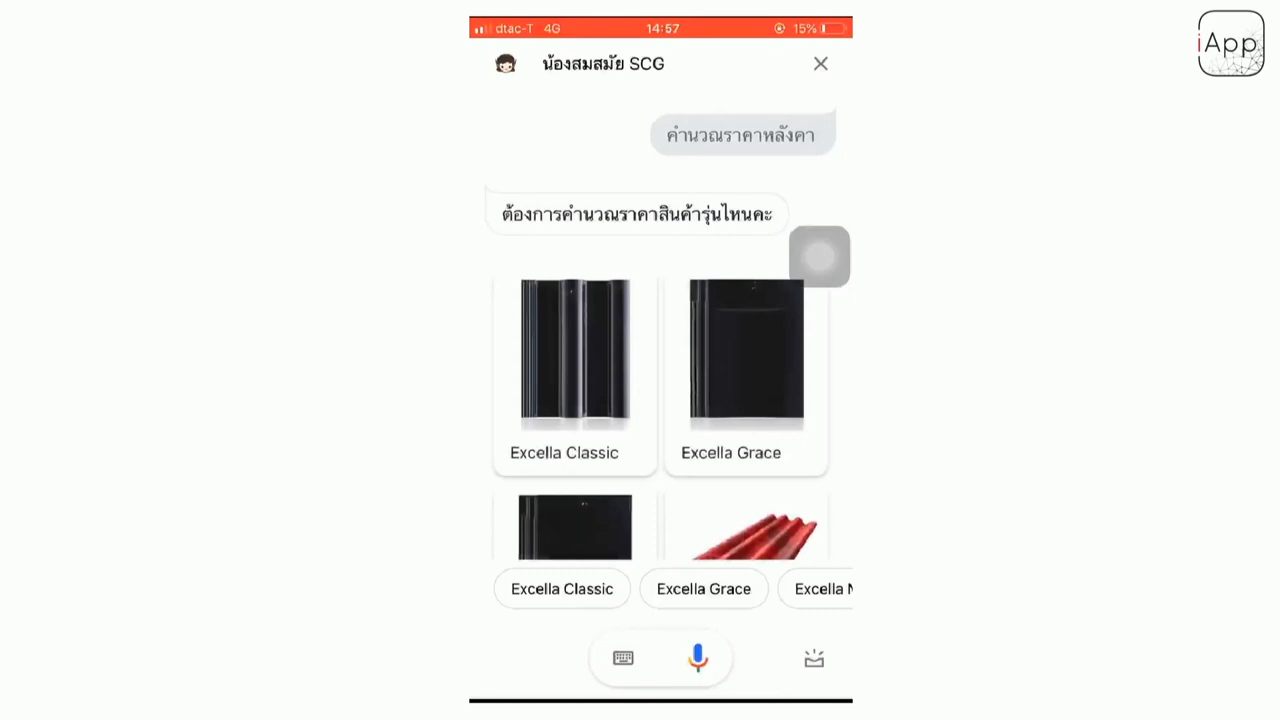 dtac-T 4G 14:57 15%
iApp
น้องสมสมัย SCG
คำนวณราคาหลังคา
ต้องการคำนวณราคาสินค้ารุ่นไหนคะ
Excella Classic
Excella Grace
Excella Classic
Excella Grace
Excella